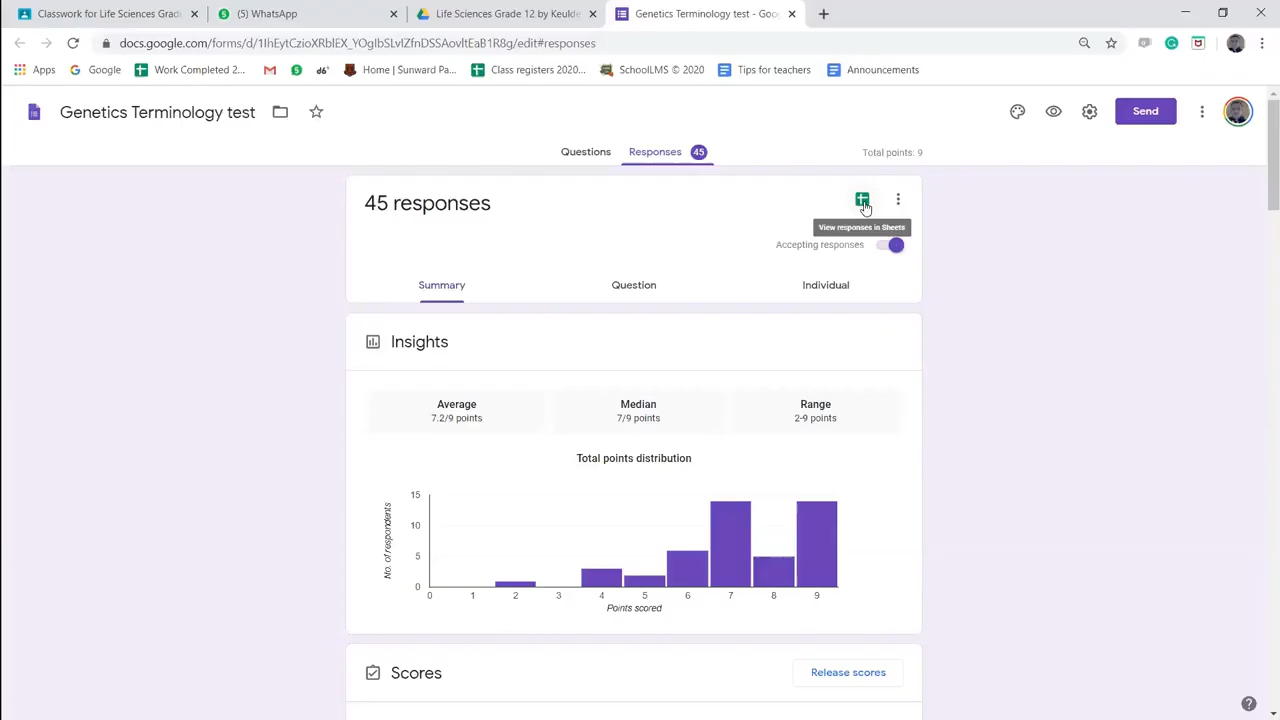 Classwork for Life Sciences Grad
(5) WhatsApp
Life Sciences Grade 12 by Keulde
Genetics Terminology test - Goo
docs.google.com/forms/d/
/edit#responses
Apps
Google
Work Completed 2...
Home | Sunward Pa...
Class registers 2020...
SchoolLMS © 2020
Tips for teachers
Announcements
Genetics Terminology test
Send
Questions
Responses 45
Total points: 9
45 responses
View responses in Sheets
Accepting responses
Summary
Question
Individual
Insights
Average
Median
Range
7.2/9 points
7/9 points
2-9 points
Total points distribution
No. of respondents
15
10
5
0
0 1 2 3 4 5 6 7 8 9
Points scored
Scores
Release scores